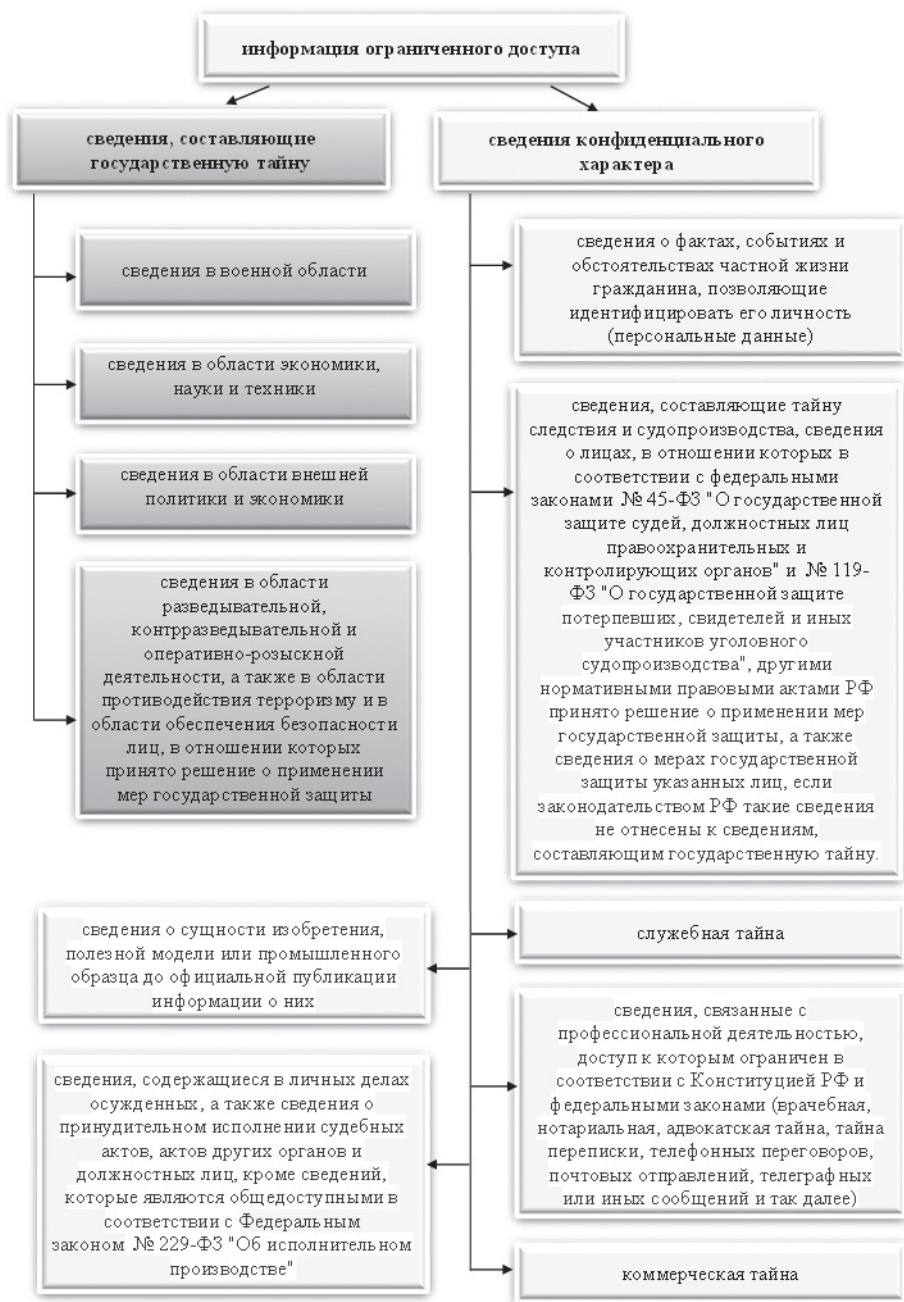 информация ограниченного доступа
сведения, составляющие
государственную тайну
сведения конфиденциального
характера
сведения в военной области
сведения в области экономики,
науки и техники
сведения в области внешней
политики и экономики
сведения в области
разведывательной,
контрразведывательной и
оперативно-розыскной
деятельности, а также в области
противодействия терроризму и в
области обеспечения безопасности
лиц, в отношении которых
принято решение о применении
мер государственной защиты
сведения о фактах, событиях и
обстоятельствах частной жизни
гражданина, позволяющие
идентифицировать его личность
(персональные данные)
сведения, составляющие тайну
следствия и судопроизводства, сведения
о лицах, в отношении которых в
соответствии с федеральными
законами № 45-ФЗ "О государственной
защите судей, должностных лиц
правоохранительных и
контролирующих органов" и № 119-
ФЗ "О государственной защите
потерпевших, свидетелей и иных
участников уголовного
судопроизводства", другими
нормативными правовыми актами РФ
принято решение о применении мер
государственной защиты, а также
сведения о мерах государственной
защиты указанных лиц, если
законодательством РФ такие сведения
не отнесены к сведениям,
составляющим государственную тайну.
служебная тайна
сведения о сущности изобретения,
полезной модели или промышленного
образца до официальной публикации
информации о них
сведения, связанные с
профессиональной деятельностью,
доступ к которым ограничен в
соответствии с Конституцией РФ и
федеральными законами (врачебная,
нотариальная, адвокатская тайна, тайна
переписки, телефонных переговоров,
почтовых отправлений, телеграфных
или иных сообщений и так далее)
сведения, содержащиеся в личных делах
осужденных, а также сведения о
принудительном исполнении судебных
актов, актов других органов и
должностных лиц, кроме сведений,
которые являются общедоступными в
соответствии с Федеральным
законом № 229-ФЗ "Об исполнительном
производстве"
коммерческая тайна